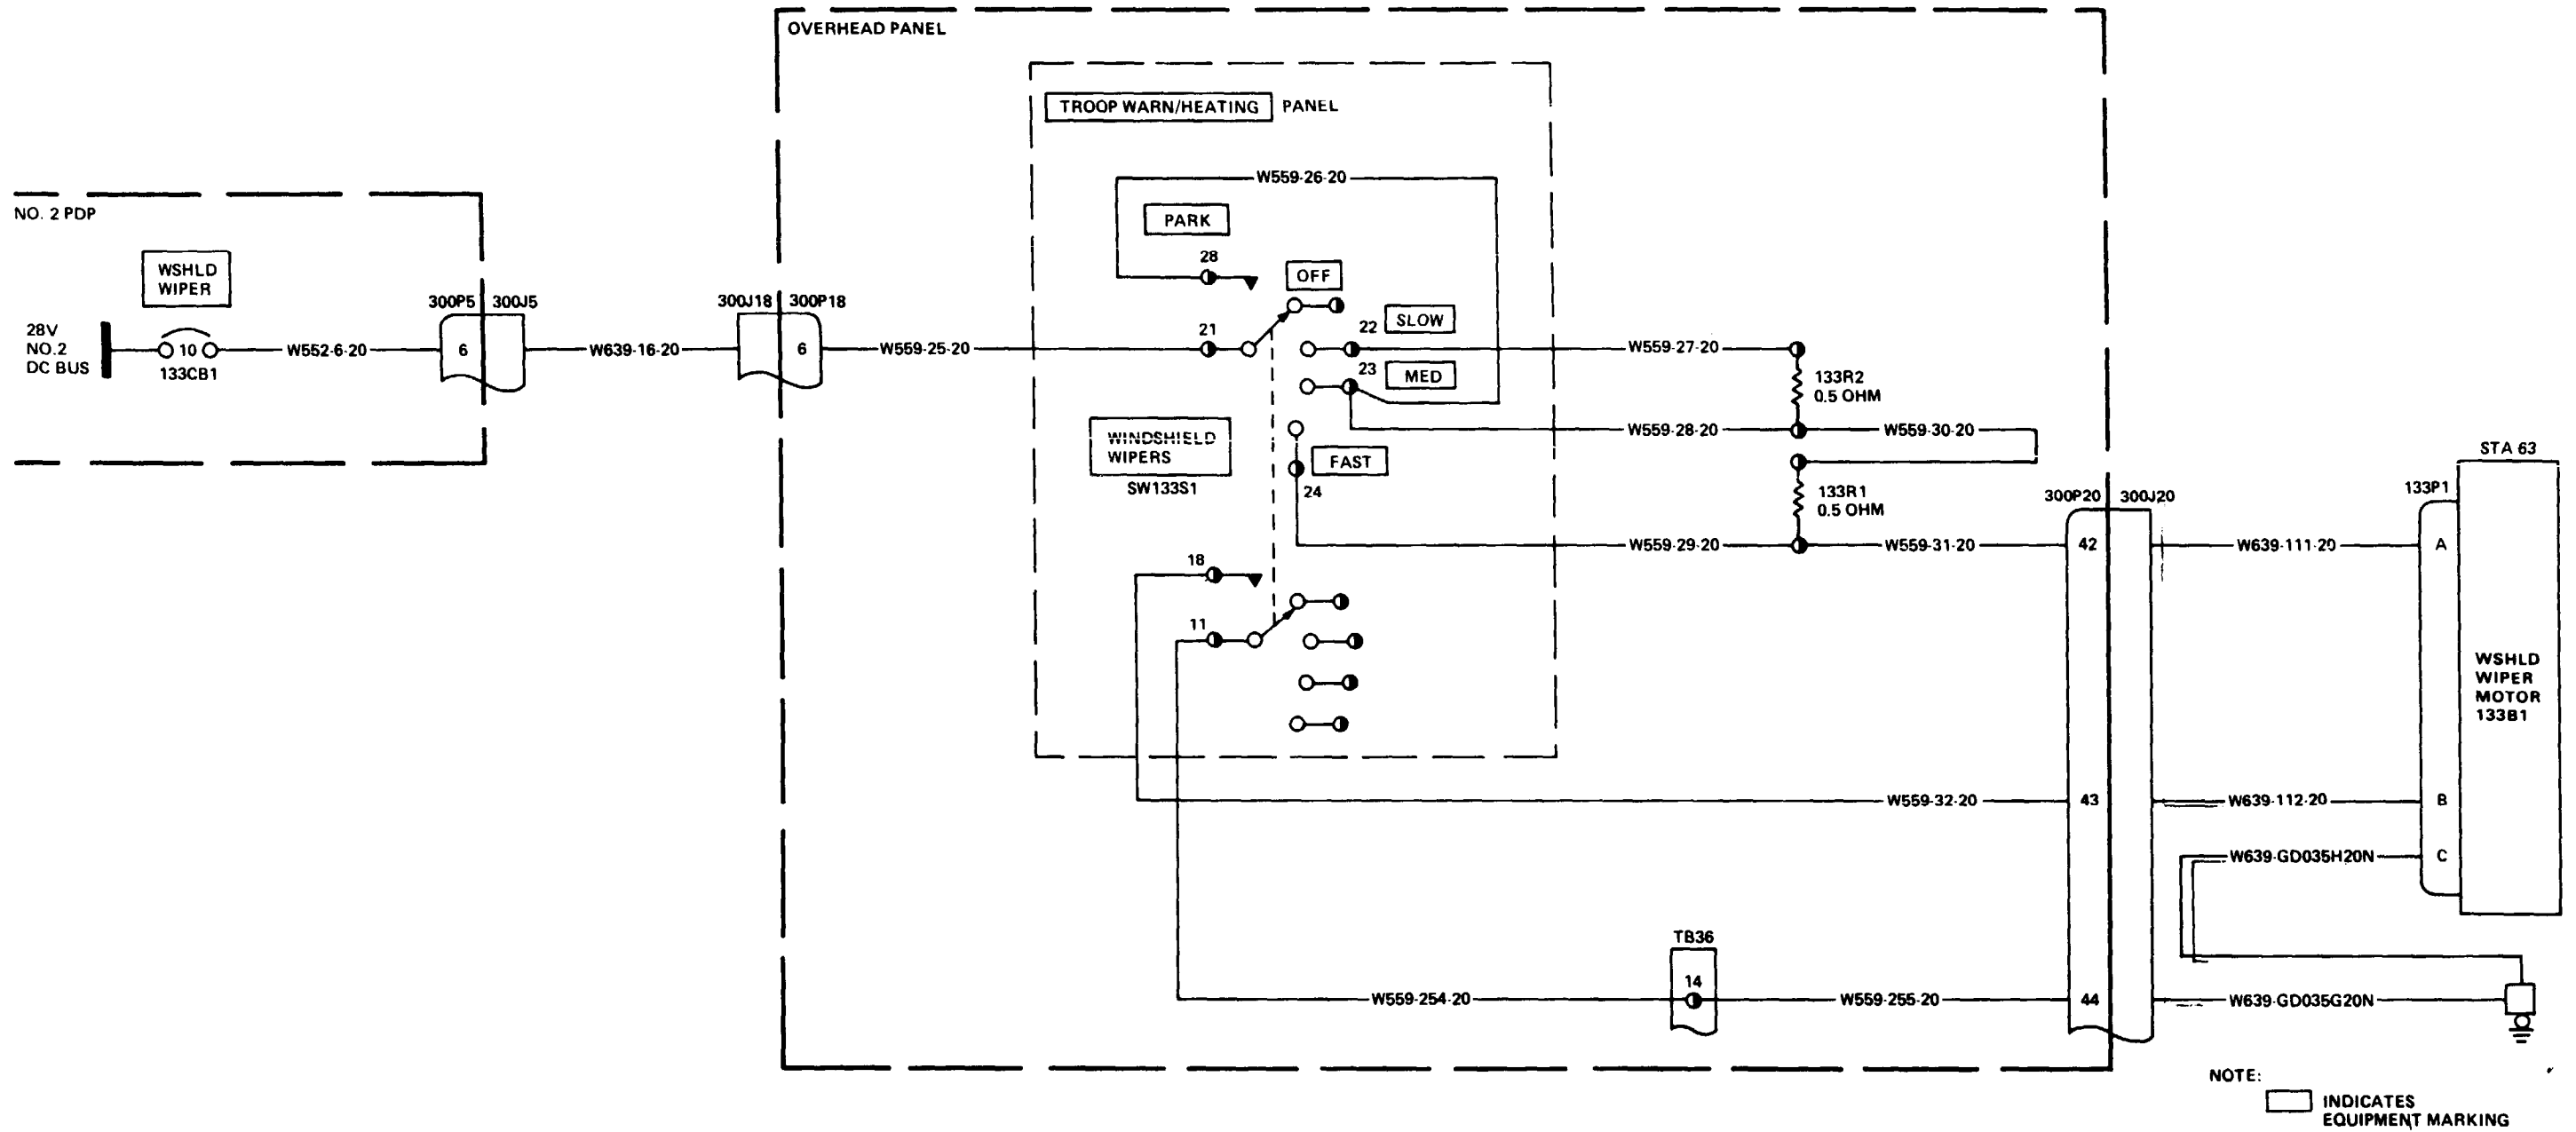 OVERHEAD PANEL
TROOP WARN/HEATING PANEL
W559-26-20
PARK
28
OFF
NO. 2 PDP
WSHLD
WIPER
28V
NO.2
DC BUS
10
133CB1
W552-6-20
300P5
300J5
6
W639-16-20
300J18
300P18
6
W559-25-20
21
22
SLOW
23
MED
WINDSHIELD
WIPERS
SW133S1
FAST
24
W559-27-20
133R2
0.5 OHM
W559-28-20
W559-30-20
133R1
0.5 OHM
W559-29-20
W559-31-20
300P20
300J20
42
W639-111-20
133P1
STA 63
A
18
11
WSHLD
WIPER
MOTOR
133B1
W559-32-20
43
W639-112-20
B
W639-GD035H20N
C
TB36
14
W559-254-20
W559-255-20
44
W639-GD035G20N
NOTE:
INDICATES
EQUIPMENT MARKING